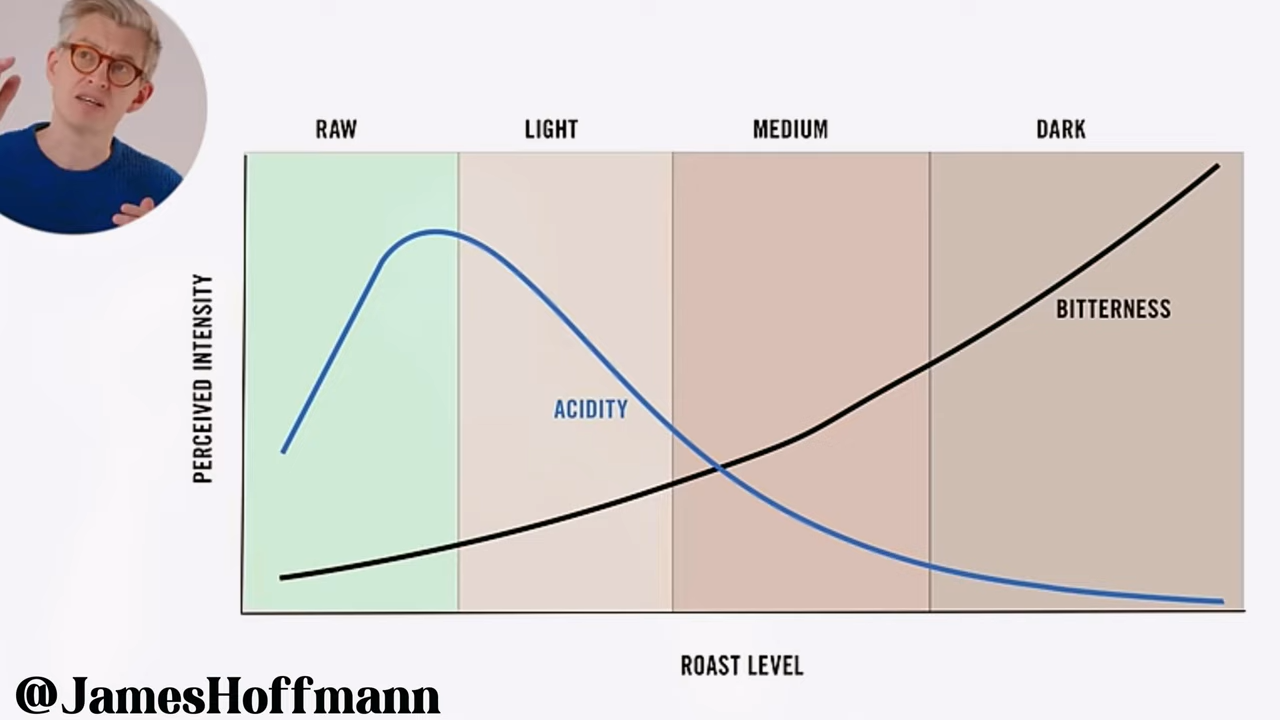 RAW LIGHT MEDIUM DARK
PERCEIVED INTENSITY
BITTERNESS
ACIDITY
ROAST LEVEL
@JamesHoffmann